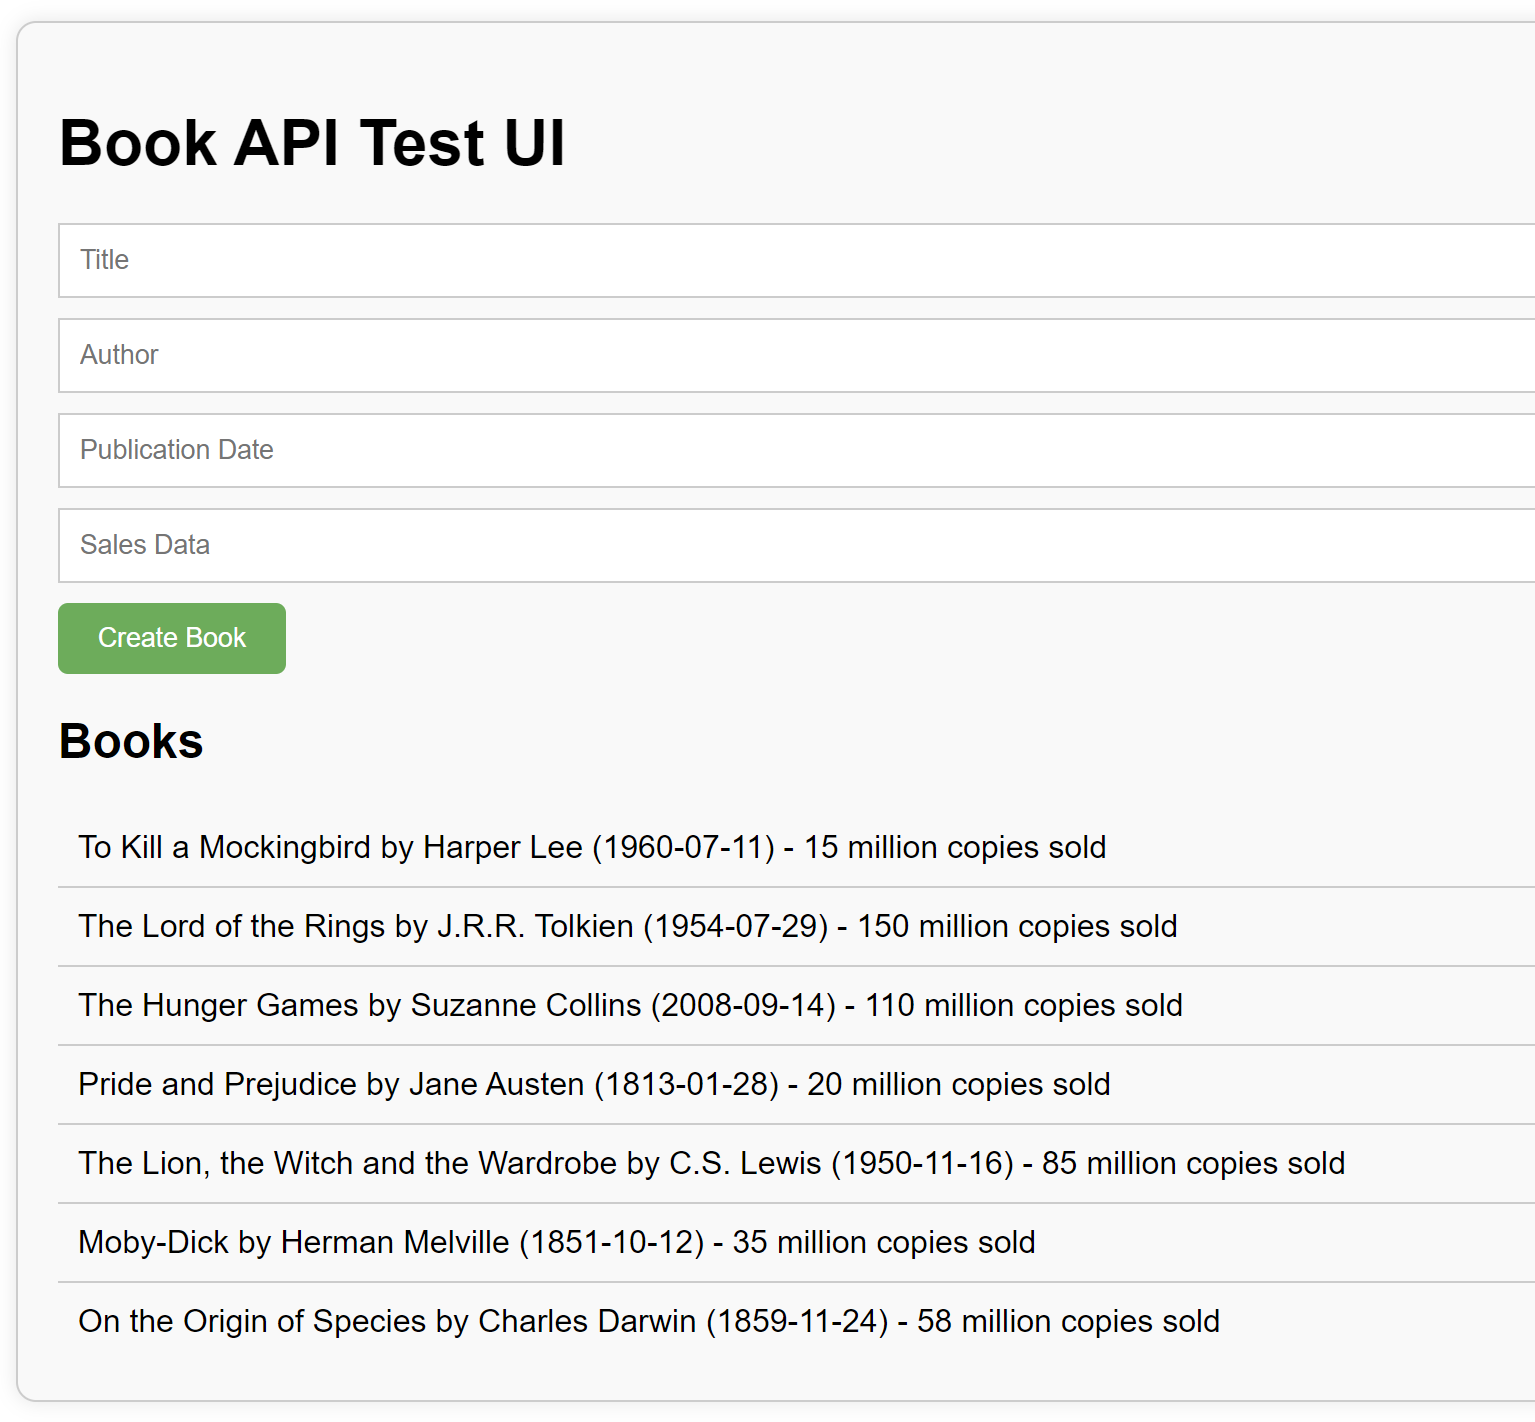 Book API Test UI
Title
Author
Publication Date
Sales Data
Create Book
Books
To Kill a Mockingbird by Harper Lee (1960-07-11) - 15 million copies sold
The Lord of the Rings by J.R.R. Tolkien (1954-07-29) - 150 million copies sold
The Hunger Games by Suzanne Collins (2008-09-14) - 110 million copies sold
Pride and Prejudice by Jane Austen (1813-01-28) - 20 million copies sold
The Lion, the Witch and the Wardrobe by C.S. Lewis (1950-11-16) - 85 million copies sold
Moby-Dick by Herman Melville (1851-10-12) - 35 million copies sold
On the Origin of Species by Charles Darwin (1859-11-24) - 58 million copies sold